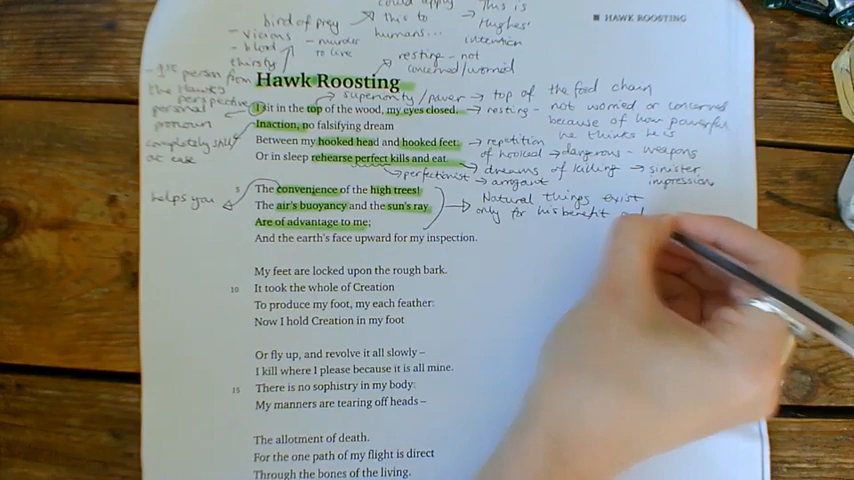 could apply
this to
humans...
This is
Hughes'
intention
■ HAWK ROOSTING
bird of prey
- vicious
- blood
thirsty
- murder
to live
resting - not
concerned/worried
- 1st person from
the Hawk's
perspective
personal
pronoun
completely still
at ease
Hawk Roosting
superiority/power → top of the food chain
I sit in the top of the wood, my eyes closed.
→ resting - not worried or concerned
because of how powerful
he thinks he is
Inaction, no falsifying dream
Between my hooked head and hooked feet:
→ repetition
of hooked → dangerous - weapons
Or in sleep rehearse perfect kills and eat.
→ dreams of killing → sinister
impression
→ perfectionist → arrogant
5 The convenience of the high trees!
helps you
The air's buoyancy and the sun's ray
Are of advantage to me;
→ Natural things exist
only for his benefit and
And the earth's face upward for my inspection.
My feet are locked upon the rough bark.
10 It took the whole of Creation
To produce my foot, my each feather:
Now I hold Creation in my foot
Or fly up, and revolve it all slowly –
I kill where I please because it is all mine.
15 There is no sophistry in my body:
My manners are tearing off heads –
The allotment of death.
For the one path of my flight is direct
Through the bones of the living.